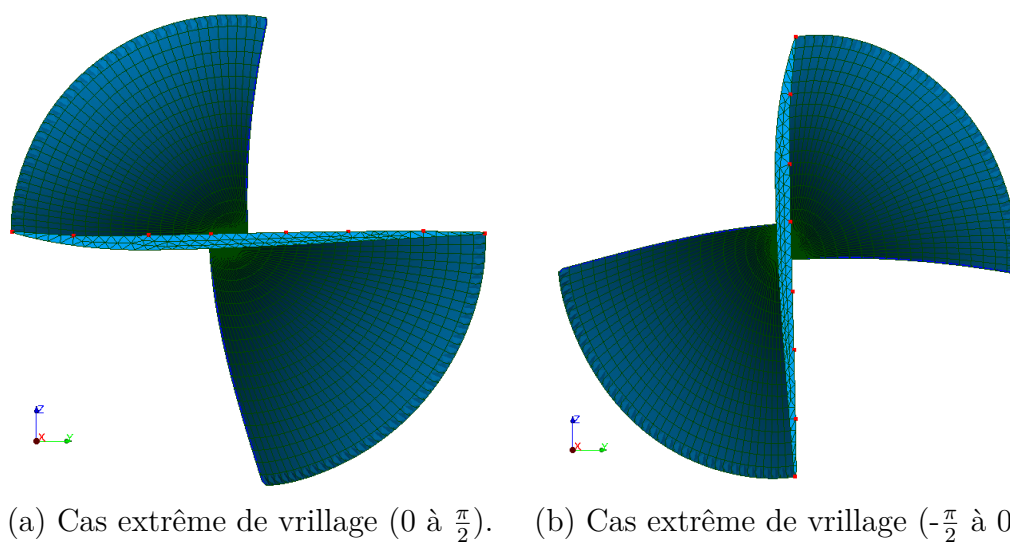 Z
X
Y
Z
X
Y
(a) Cas extrême de vrillage (0 à π/2).
(b) Cas extrême de vrillage (-π/2 à 0